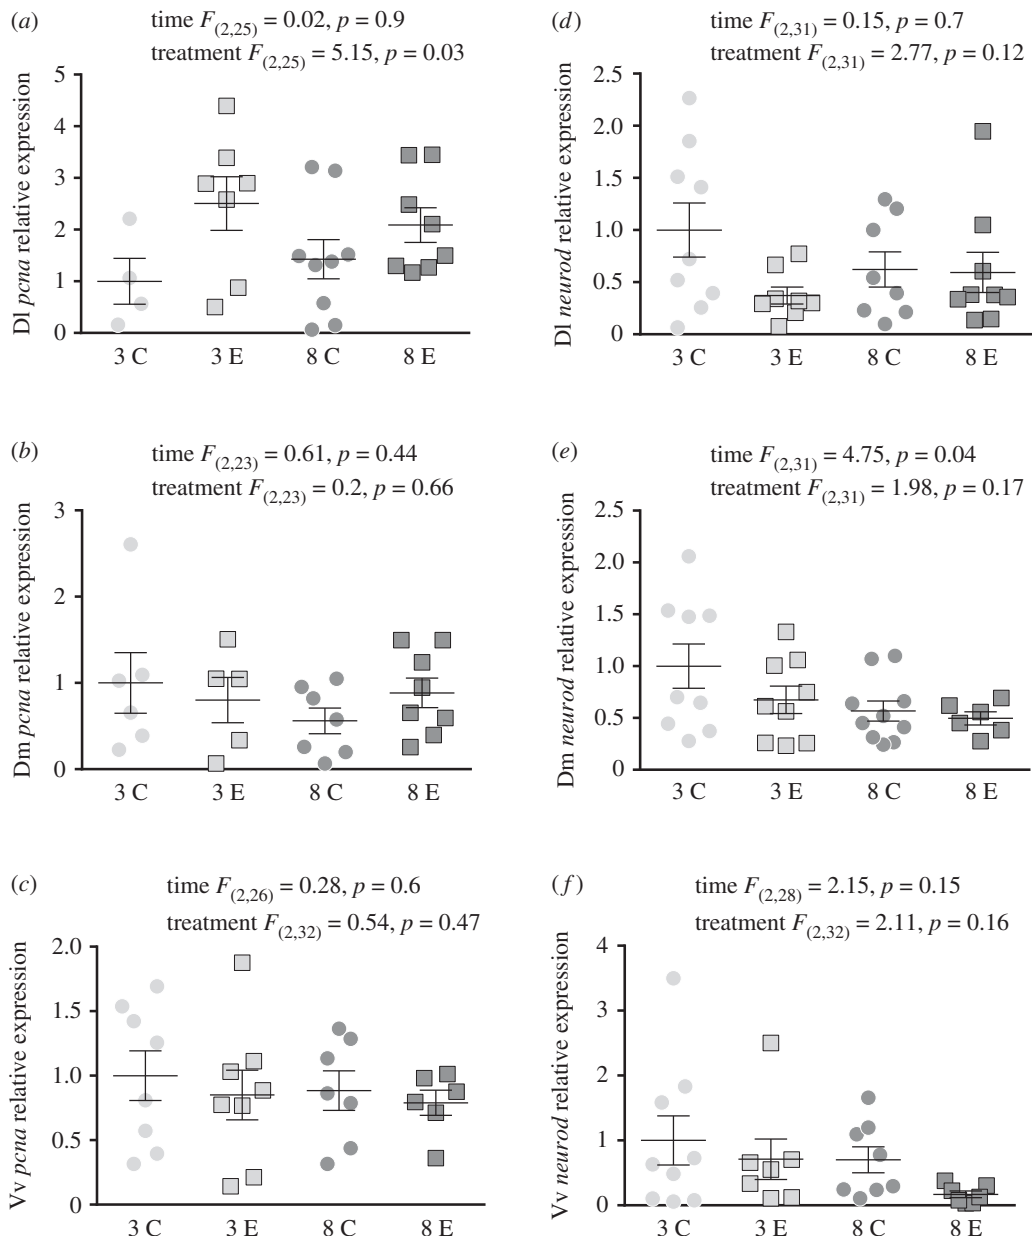 (a)
time F(2,25) = 0.02, p = 0.9
treatment F(2,25) = 5.15, p = 0.03
Dl pcna relative expression
5
4
3
2
1
0
3 C 3 E 8 C 8 E
(d)
time F(2,31) = 0.15, p = 0.7
treatment F(2,31) = 2.77, p = 0.12
Dl neurod relative expression
2.5
2.0
1.5
1.0
0.5
0
3 C 3 E 8 C 8 E
(b)
time F(2,23) = 0.61, p = 0.44
treatment F(2,23) = 0.2, p = 0.66
Dm pcna relative expression
3
2
1
0
3 C 3 E 8 C 8 E
(e)
time F(2,31) = 4.75, p = 0.04
treatment F(2,31) = 1.98, p = 0.17
Dm neurod relative expression
2.5
2.0
1.5
1.0
0.5
0
3 C 3 E 8 C 8 E
(c)
time F(2,26) = 0.28, p = 0.6
treatment F(2,32) = 0.54, p = 0.47
Vv pcna relative expression
2.0
1.5
1.0
0.5
0
3 C 3 E 8 C 8 E
(f)
time F(2,28) = 2.15, p = 0.15
treatment F(2,32) = 2.11, p = 0.16
Vv neurod relative expression
4
3
2
1
0
3 C 3 E 8 C 8 E